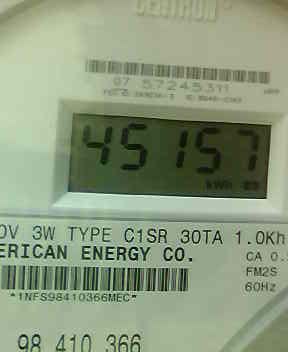 CENTRON
07 57245311
45157
kWh
0V 3W TYPE C1SR 30TA 1.0Kh
ERICAN ENERGY CO.
CA 0.
FM2S
*1NFS98410366MEC*
60Hz
98 410 366